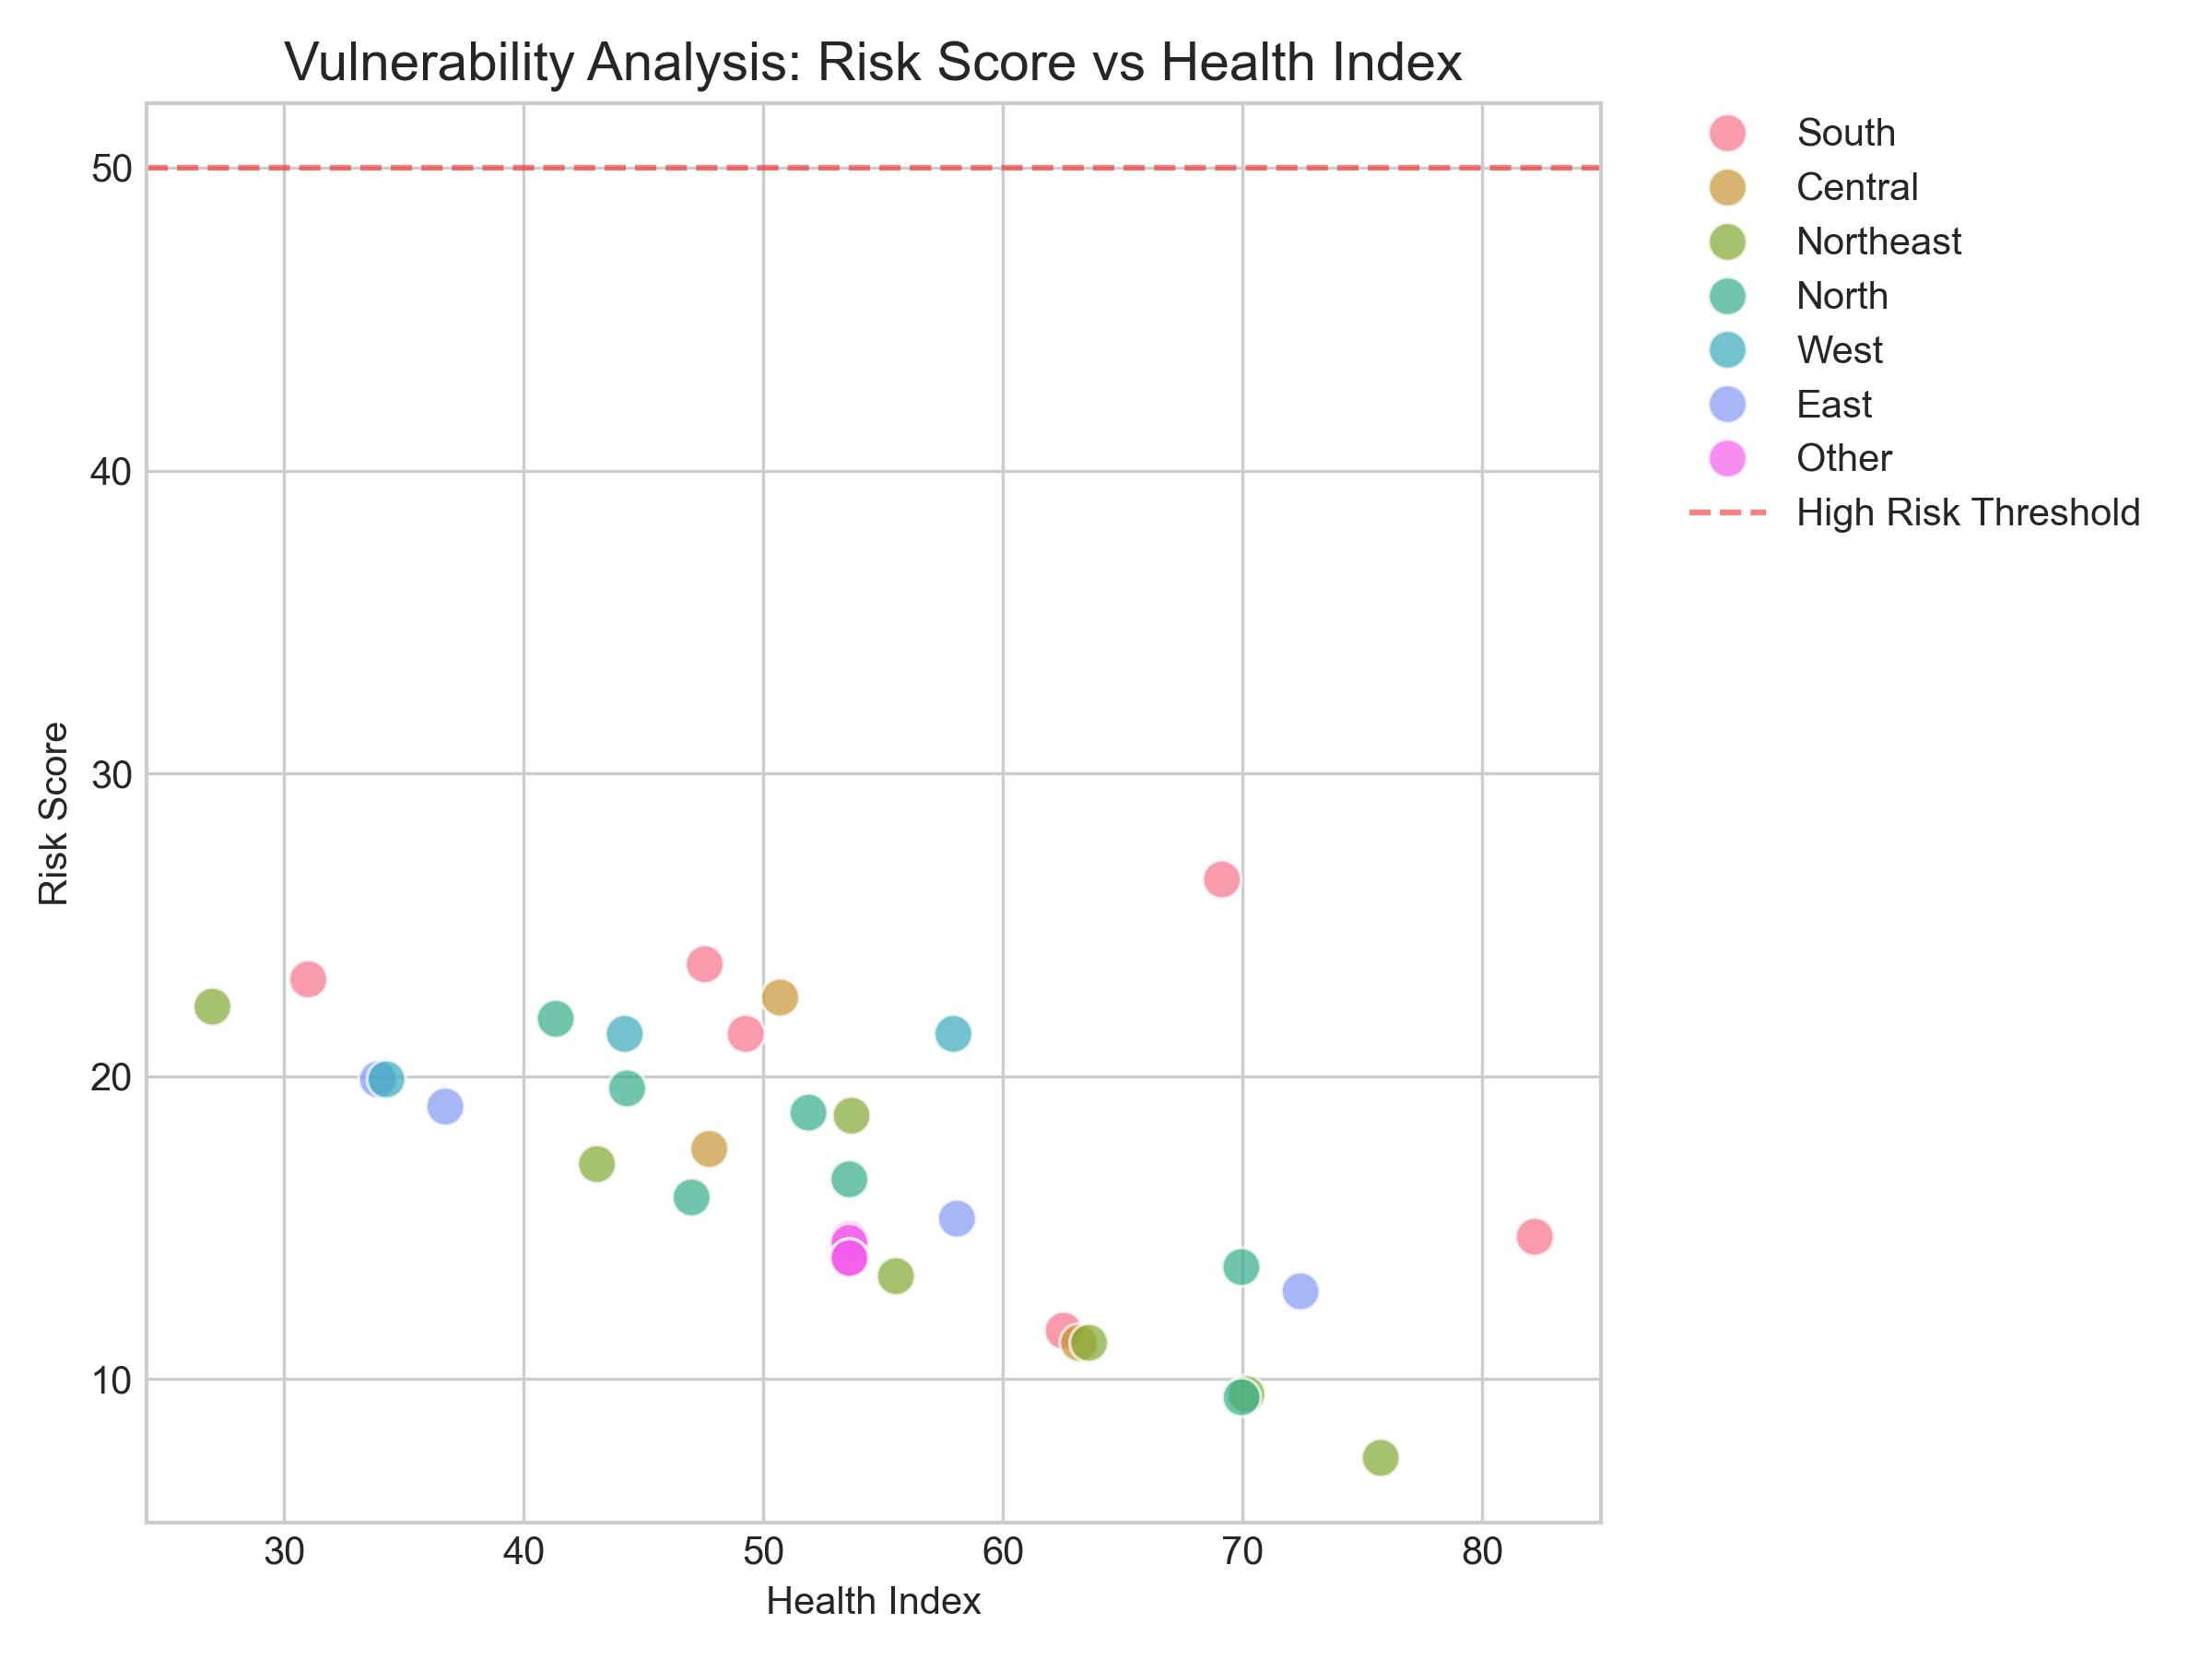 Vulnerability Analysis: Risk Score vs Health Index
South
Central
Northeast
North
West
East
Other
High Risk Threshold
Risk Score
50
40
30
20
10
30 40 50 60 70 80
Health Index